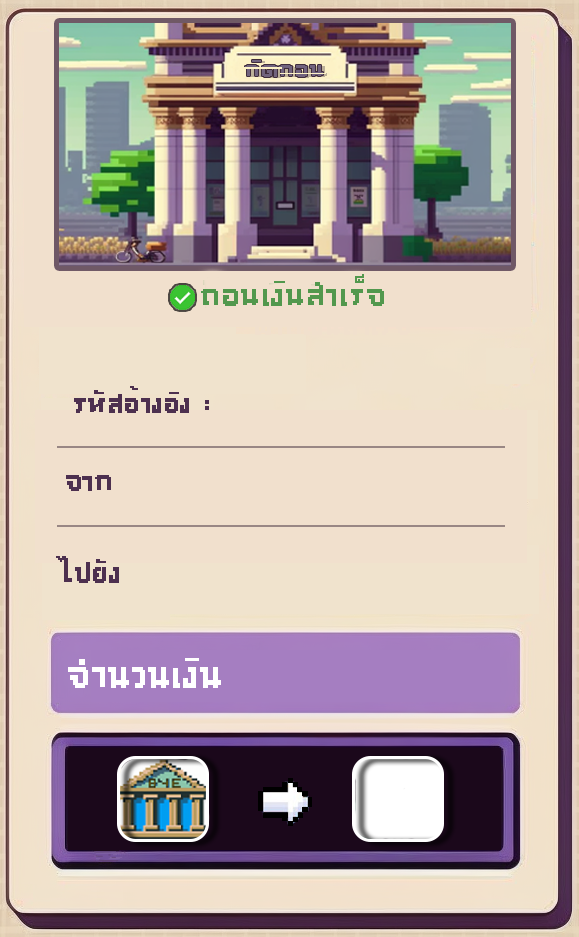 ถอนเงินสำเร็จ
รหัสอ้างอิง :
จาก
ไปยัง
จำนวนเงิน